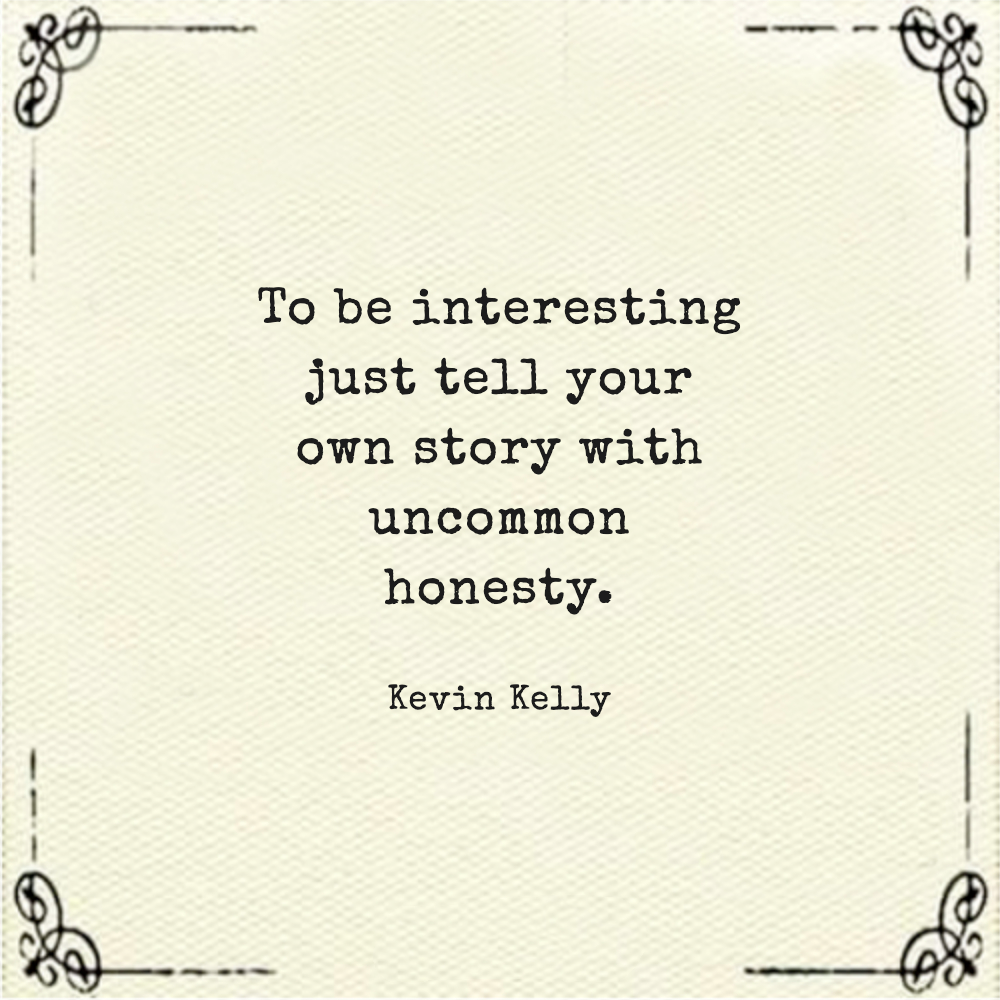 To be interesting
just tell your
own story with
uncommon
honesty.
Kevin Kelly